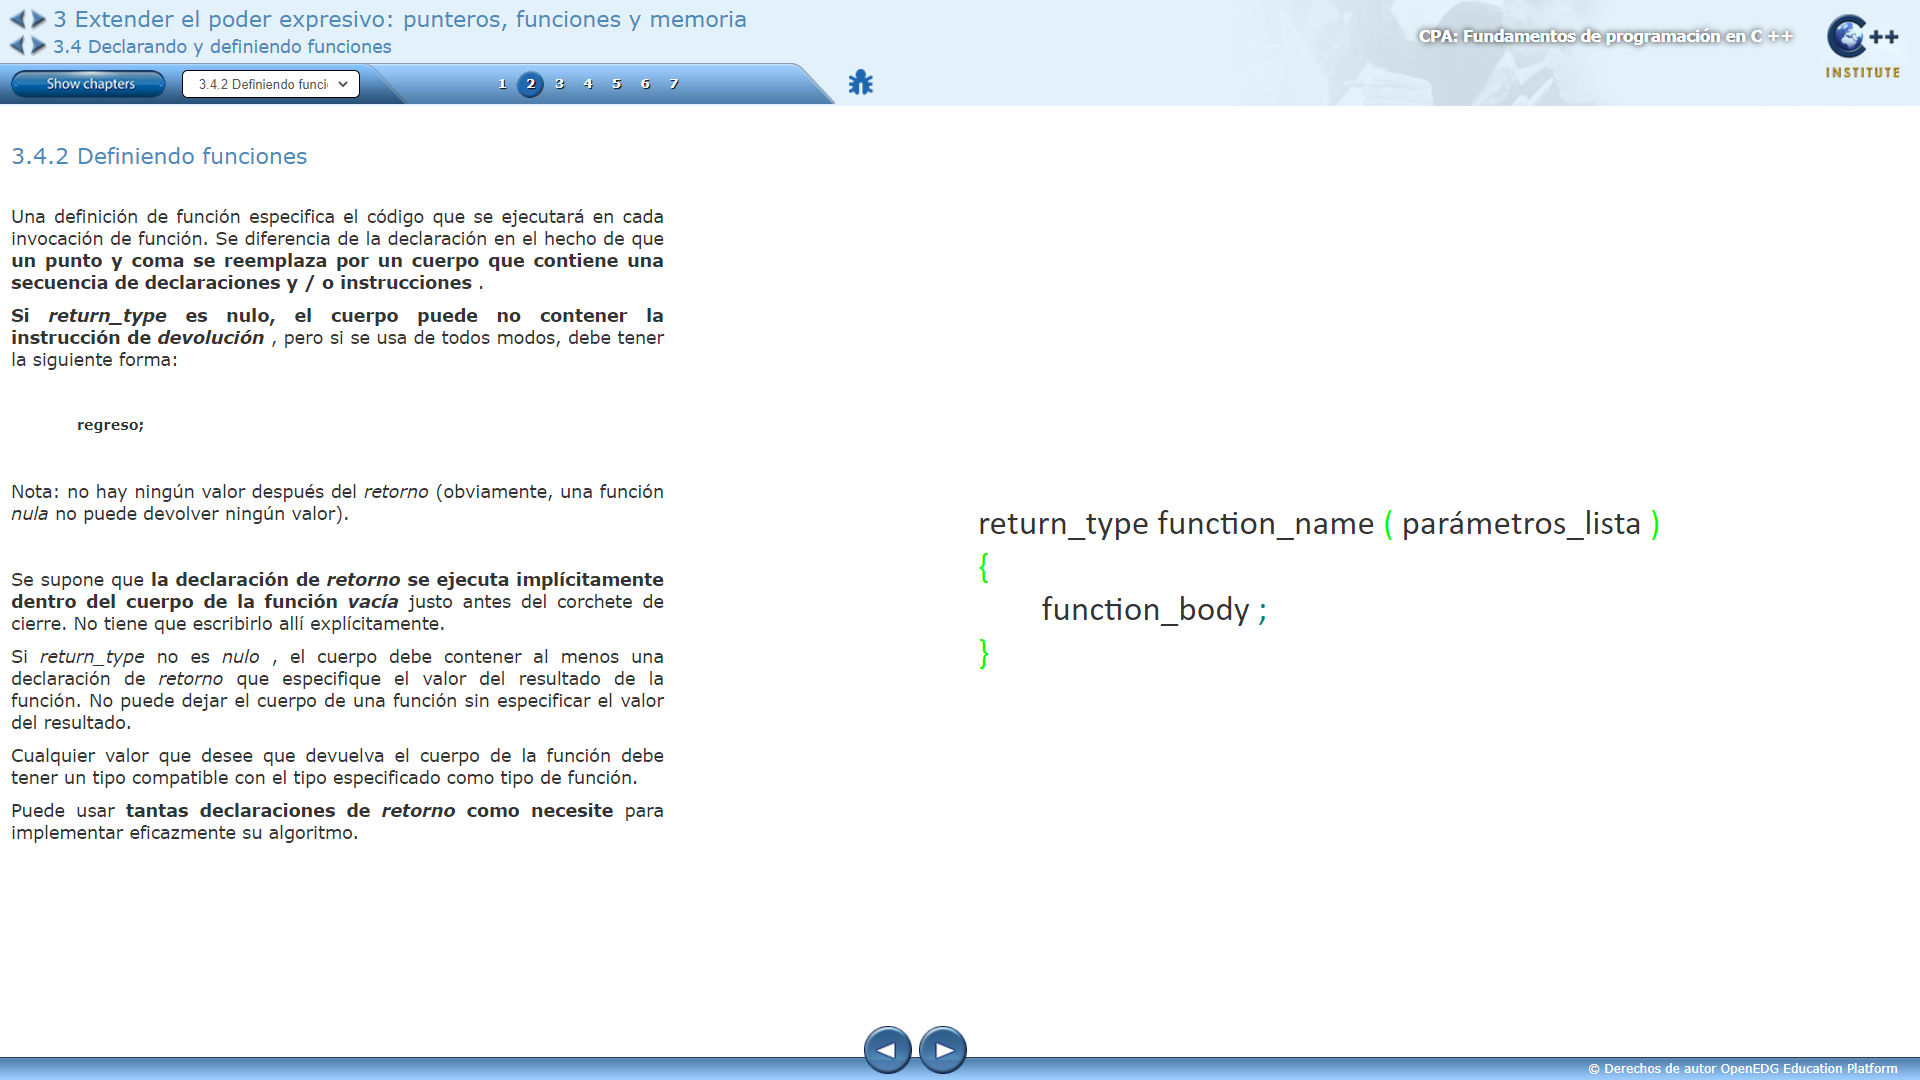 3 Extender el poder expresivo: punteros, funciones y memoria
3.4 Declarando y definiendo funciones
CPA: Fundamentos de programación en C ++
C++
INSTITUTE
Show chapters
3.4.2 Definiendo funci
1 2 3 4 5 6 7
3.4.2 Definiendo funciones
Una definición de función especifica el código que se ejecutará en cada
invocación de función. Se diferencia de la declaración en el hecho de que
un punto y coma se reemplaza por un cuerpo que contiene una
secuencia de declaraciones y / o instrucciones .
Si return_type es nulo, el cuerpo puede no contener la
instrucción de devolución , pero si se usa de todos modos, debe tener
la siguiente forma:
regreso;
Nota: no hay ningún valor después del retorno (obviamente, una función
nula no puede devolver ningún valor).
Se supone que la declaración de retorno se ejecuta implícitamente
dentro del cuerpo de la función vacía justo antes del corchete de
cierre. No tiene que escribirlo allí explícitamente.
Si return_type no es nulo , el cuerpo debe contener al menos una
declaración de retorno que especifique el valor del resultado de la
función. No puede dejar el cuerpo de una función sin especificar el valor
del resultado.
Cualquier valor que desee que devuelva el cuerpo de la función debe
tener un tipo compatible con el tipo especificado como tipo de función.
Puede usar tantas declaraciones de retorno como necesite para
implementar eficazmente su algoritmo.
return_type function_name ( parámetros_lista )
{
function_body ;
}
© Derechos de autor OpenEDG Education Platform